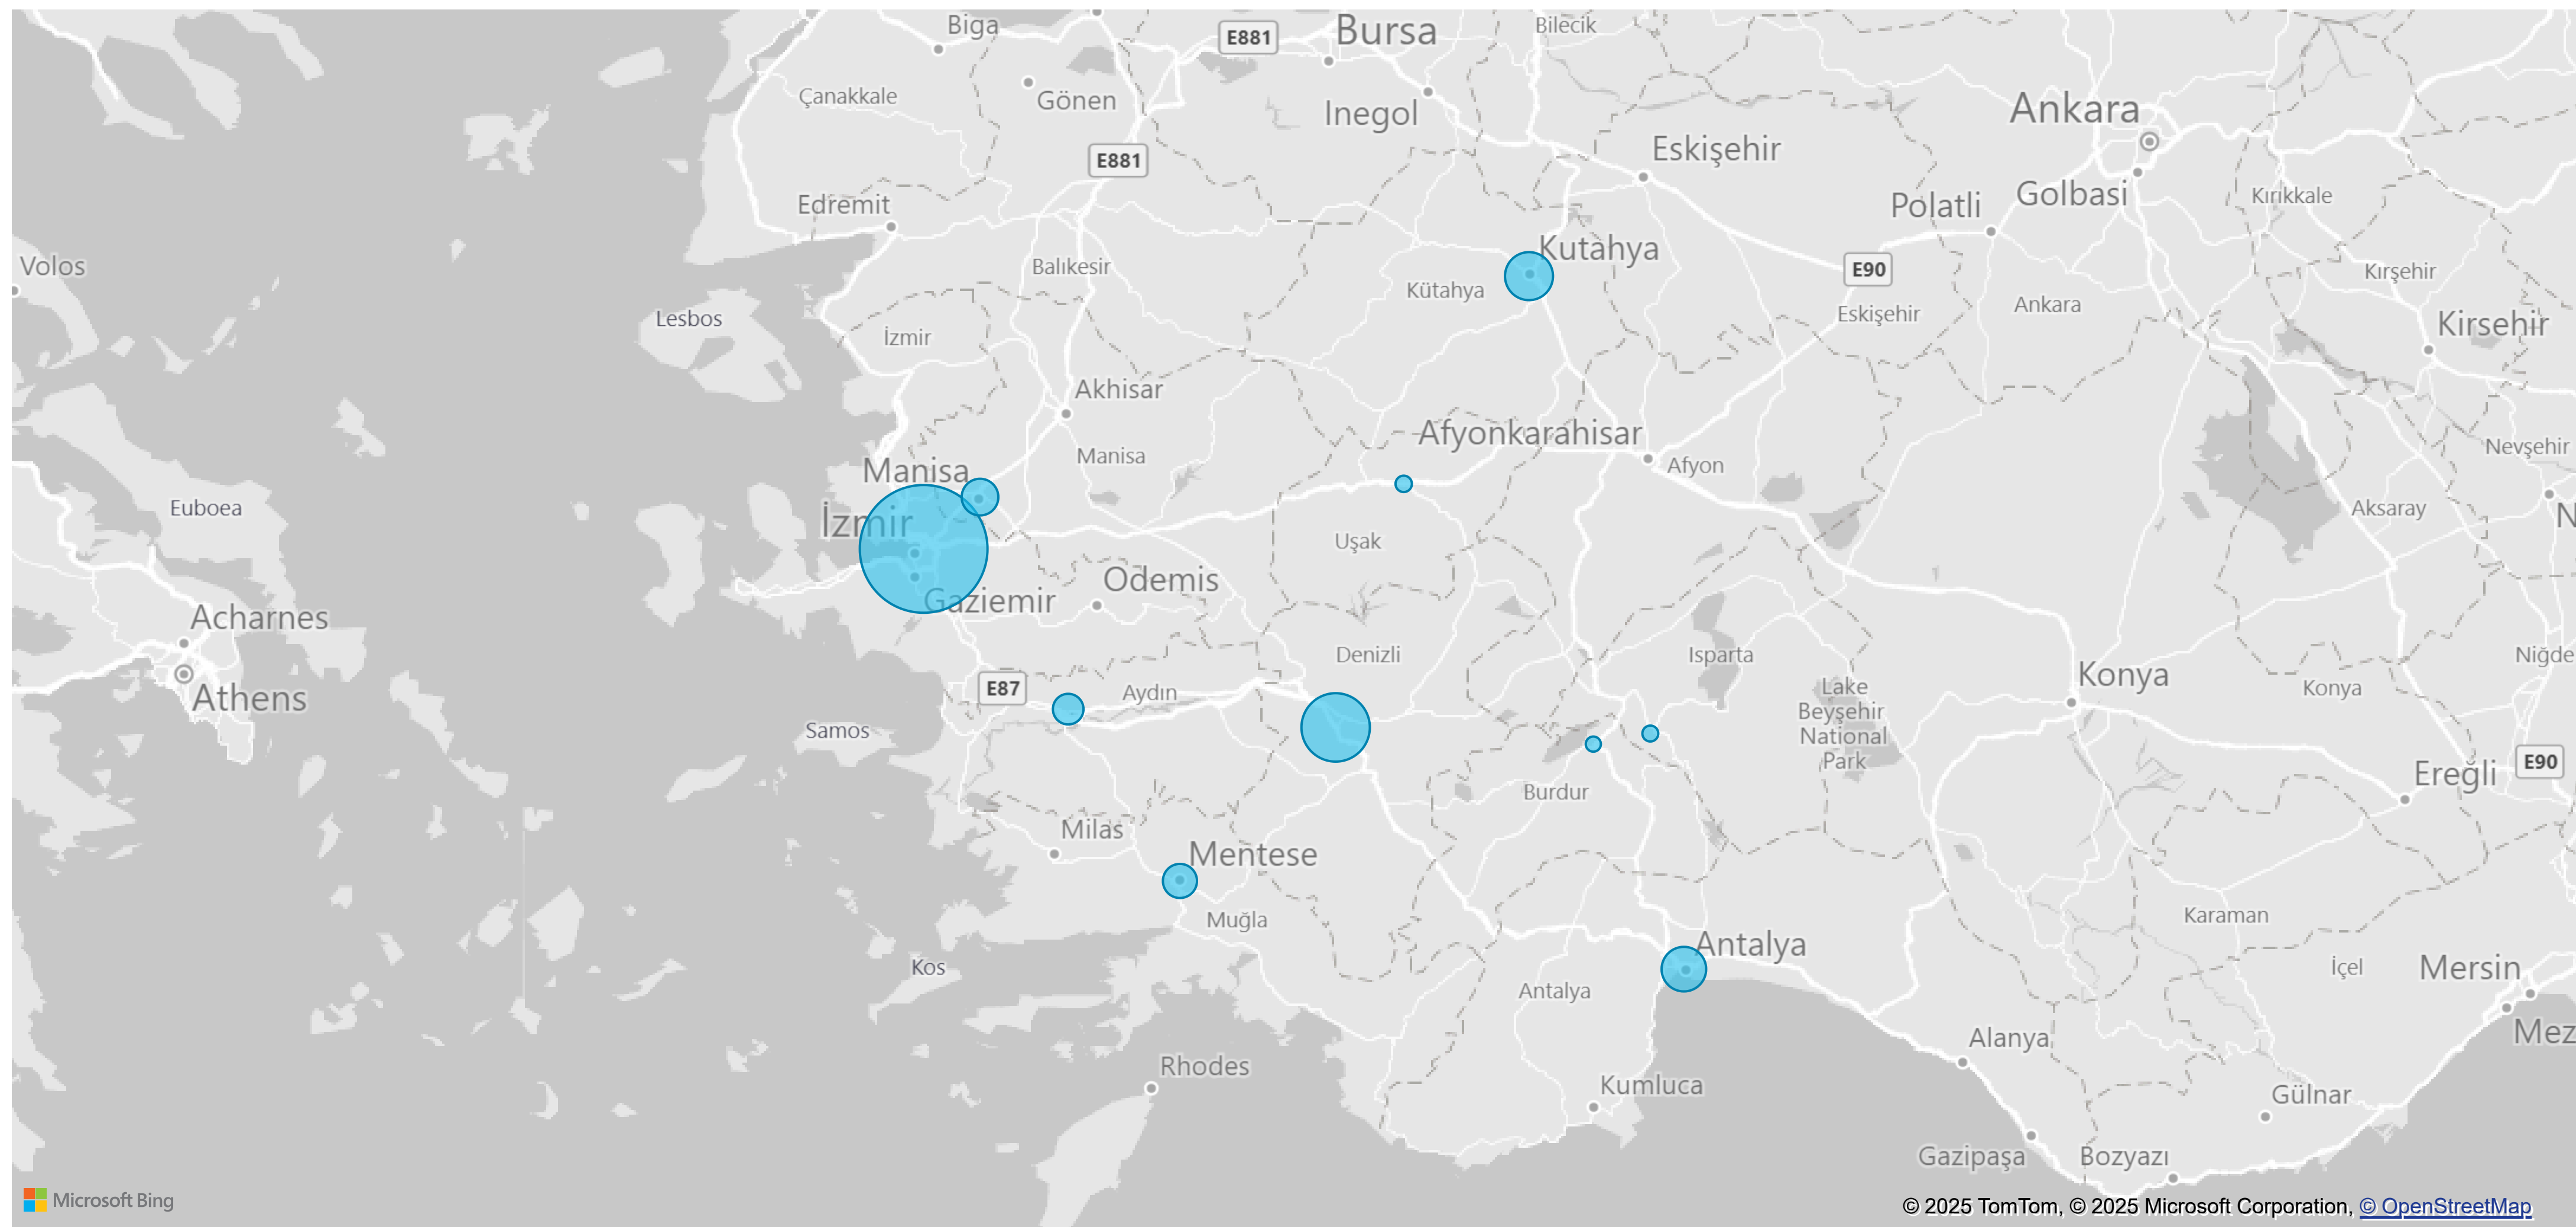 Biga
E881
Bursa
Bilecik
Çanakkale
Gönen
Inegol
Ankara
E881
Eskişehir
Edremit
Polatli
Golbasi
Kırıkkale
Volos
Balıkesir
Kutahya
Kütahya
E90
Kırşehir
Lesbos
İzmir
Eskişehir
Ankara
Kirsehir
Akhisar
Afyonkarahisar
Manisa
Manisa
Afyon
Nevşehir
Euboea
İzmir
Aksaray
N
Uşak
Odemis
Gaziemir
Acharnes
Denizli
Isparta
Niğde
Athens
E87
Aydın
Lake
Beyşehir
National
Park
Konya
Konya
Samos
Burdur
Ereğli
E90
Milas
Mentese
Muğla
Karaman
Antalya
Kos
Antalya
İçel
Mersin
Mez
Rhodes
Kumluca
Alanya
Gülnar
Gazipaşa
Bozyazı
Microsoft Bing
© 2025 TomTom, © 2025 Microsoft Corporation, © OpenStreetMap